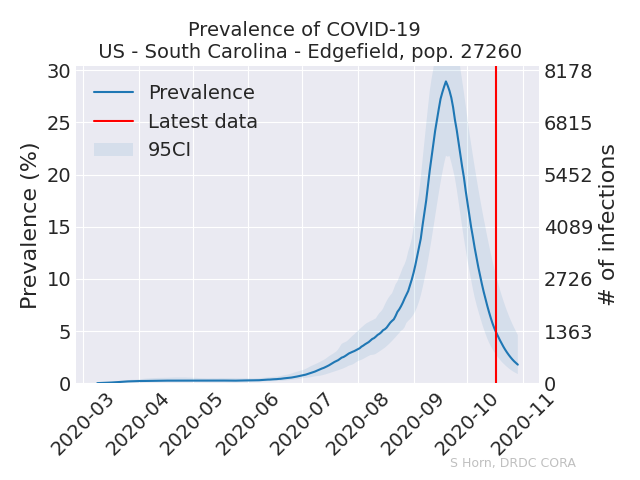 Prevalence of COVID-19
US - South Carolina - Edgefield, pop. 27260
Prevalence
Latest data
95CI
Prevalence (%)
30
25
20
15
10
5
0
8178
6815
5452
4089
2726
1363
0
# of infections
2020-03
2020-04
2020-05
2020-06
2020-07
2020-08
2020-09
2020-10
2020-11
S Horn, DRDC CORA